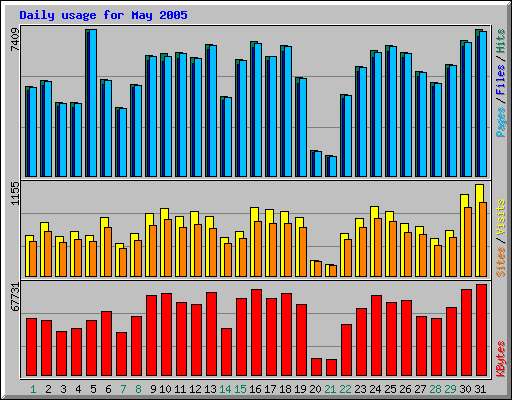 Daily usage for May 2005
7409
Pages / Files / Hits
1155
Sites / Visits
67731
KBytes
1 2 3 4 5 6 7 8 9 10 11 12 13 14 15 16 17 18 19 20 21 22 23 24 25 26 27 28 29 30 31